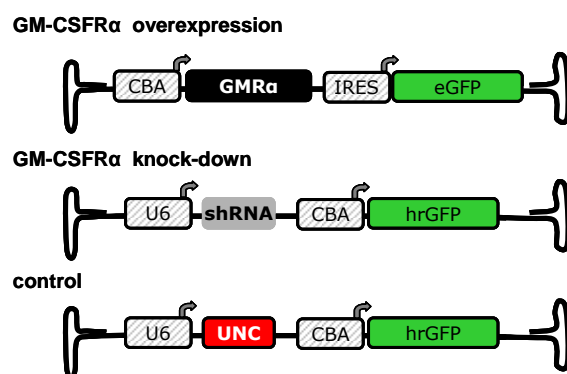 GM-CSFRα overexpression
CBA GMRα IRES eGFP
GM-CSFRα knock-down
U6 shRNA CBA hrGFP
control
U6 UNC CBA hrGFP